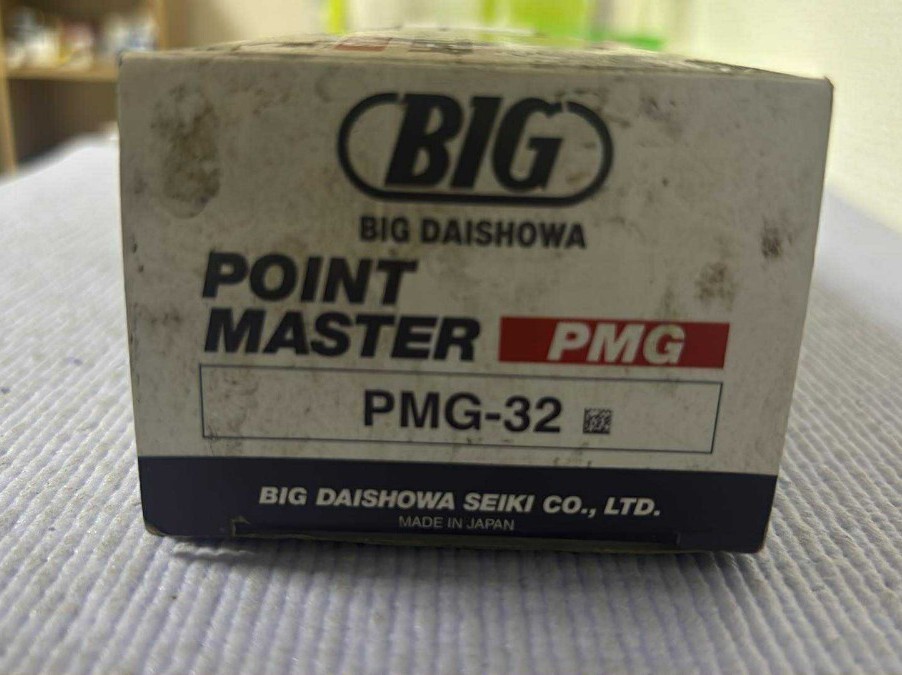 BIG
BIG DAISHOWA
POINT
MASTER PMG
PMG-32
BIG DAISHOWA SEIKI CO., LTD.
MADE IN JAPAN